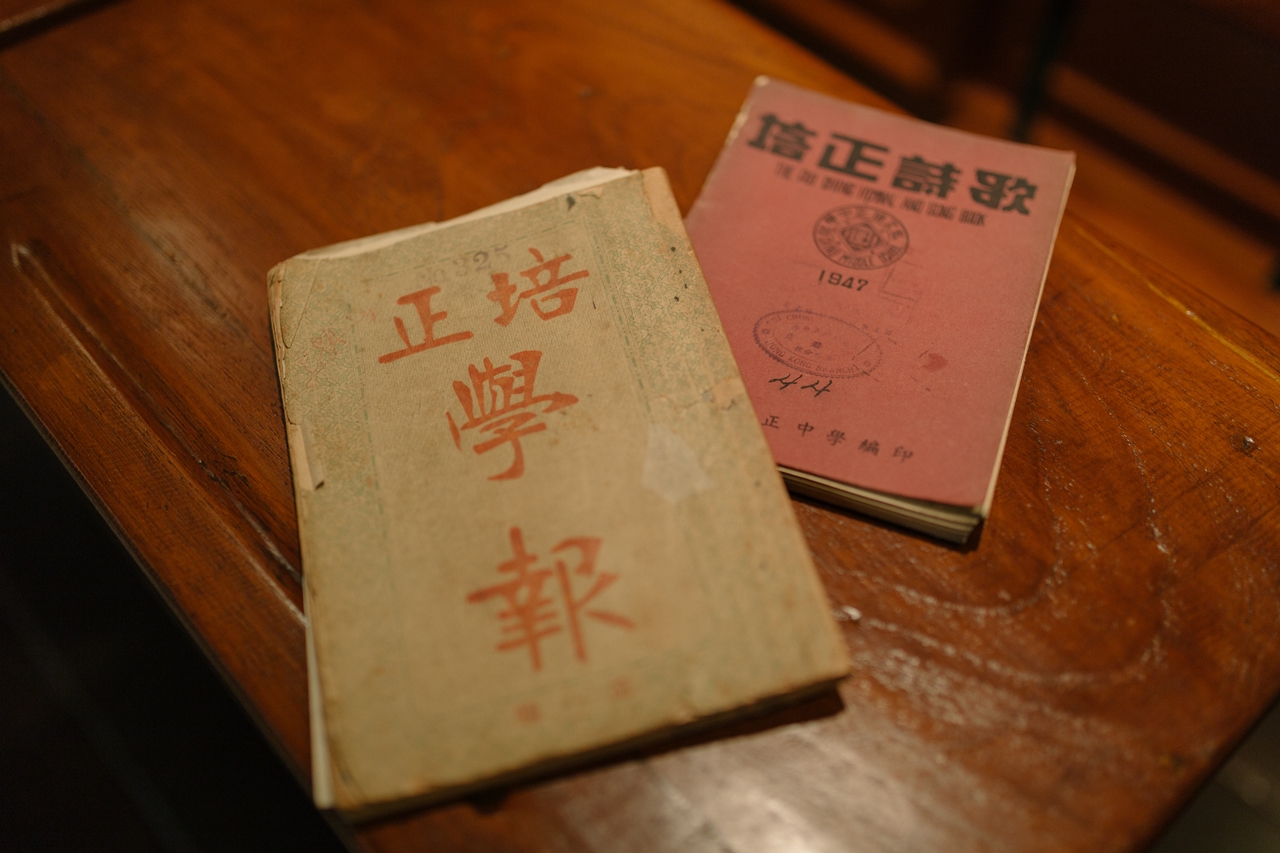 培正
學
報
培正詩歌
THE PUI CHING HYMNAL AND SONG BOOK
1947
44
正中學編印